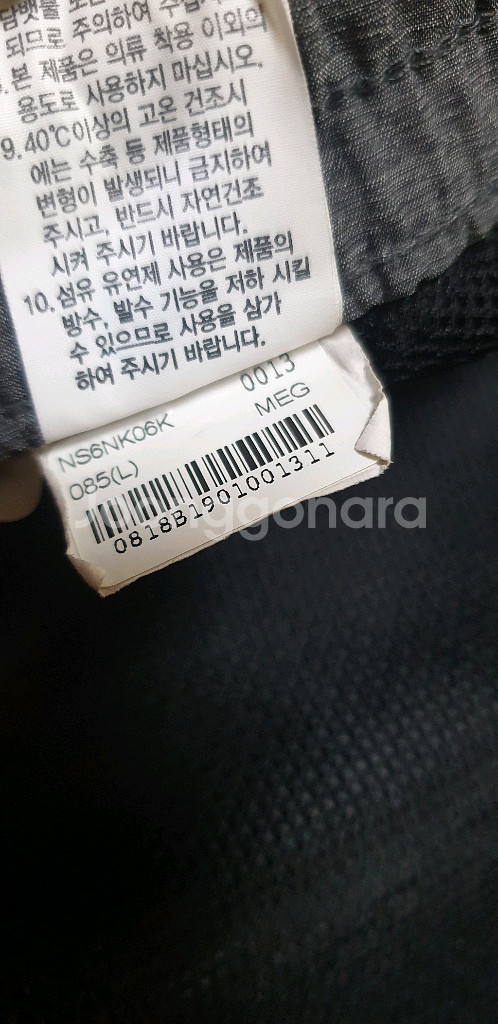 되므로 주의하여
본 제품은 의류 착용 이외의
용도로 사용하지 마십시오.
9. 40℃이상의 고온 건조시
에는 수축 등 제품형태의
변형이 발생되니 금지하여
주시고, 반드시 자연건조
시켜 주시기 바랍니다.
10. 섬유 유연제 사용은 제품의
방수, 발수 기능을 저하 시킬
수 있으므로 사용을 삼가
하여 주시기 바랍니다.
NS6NK06K 0013
085(L) MEG
0818B1901001311
joonggonara